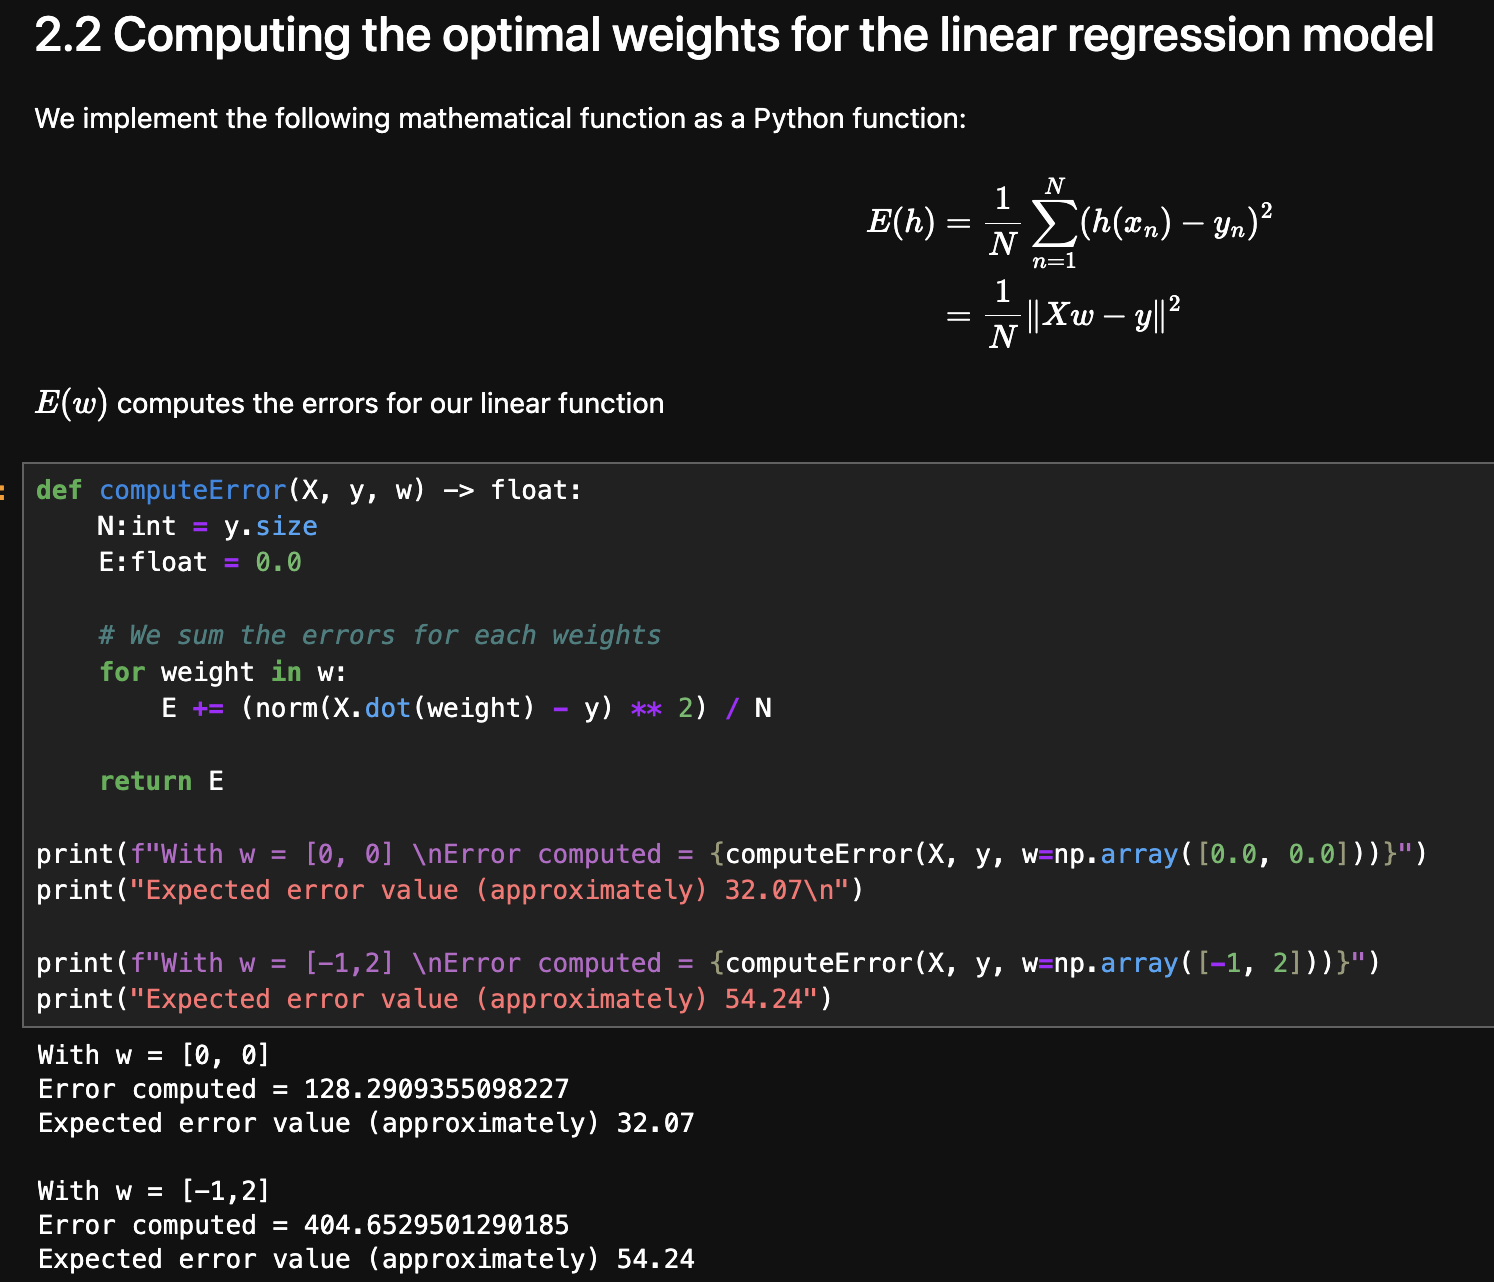 2.2 Computing the optimal weights for the linear regression model
We implement the following mathematical function as a Python function:
E(h) = \frac{1}{N} \sum_{n=1}^{N} (h(x_n) − y_n)^2
= \frac{1}{N} ‖Xw − y‖^2
E(w) computes the errors for our linear function
def computeError(X, y, w) -> float:
    N:int = y.size
    E:float = 0.0
    # We sum the errors for each weights
    for weight in w:
        E += (norm(X.dot(weight) - y) ** 2) / N
    return E
print(f"With w = [0, 0] \nError computed = {computeError(X, y, w=np.array([0.0, 0.0]))}")
print("Expected error value (approximately) 32.07\n")
print(f"With w = [-1,2] \nError computed = {computeError(X, y, w=np.array([-1, 2]))}")
print("Expected error value (approximately) 54.24")
With w = [0, 0]
Error computed = 128.2909355098227
Expected error value (approximately) 32.07
With w = [-1,2]
Error computed = 404.6529501290185
Expected error value (approximately) 54.24